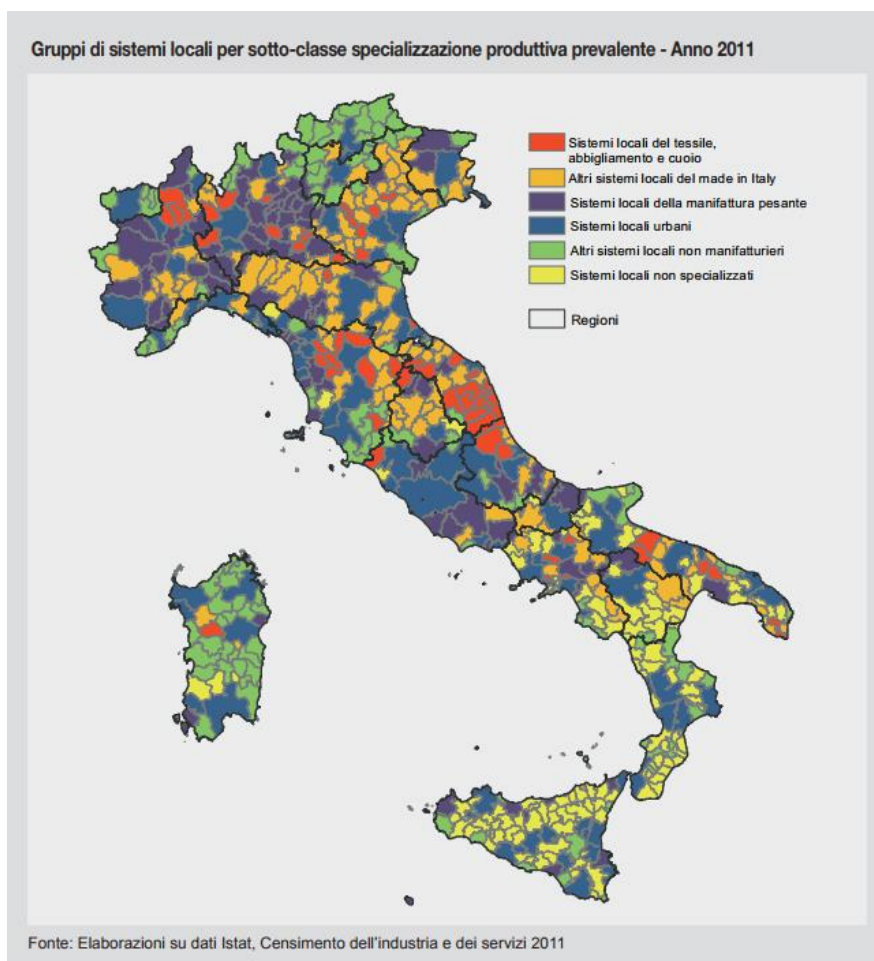 Gruppi di sistemi locali per sotto-classe specializzazione produttiva prevalente - Anno 2011
Sistemi locali del tessile,
abbigliamento e cuoio
Altri sistemi locali del made in Italy
Sistemi locali della manifattura pesante
Sistemi locali urbani
Altri sistemi locali non manifatturieri
Sistemi locali non specializzati
Regioni
Fonte: Elaborazioni su dati Istat, Censimento dell'industria e dei servizi 2011